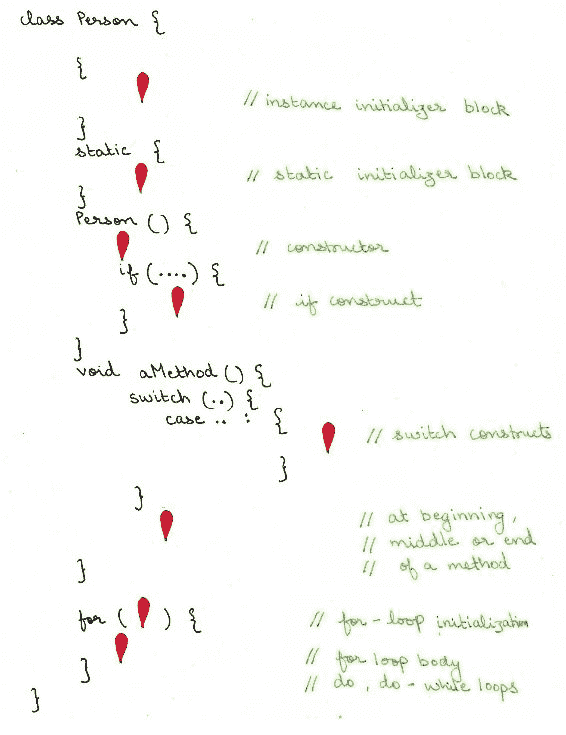 class Person {
{
// instance initializer block
}
static {
// static initializer block
}
Person () {
// constructor
if (....) {
// if construct
}
}
void aMethod () {
switch (..) {
case .. : {
// switch constructs
}
}
// at beginning,
// middle or end
// of a method
}
for ( ) {
// for-loop initialization
// for loop body
}
// do, do-while loops
}